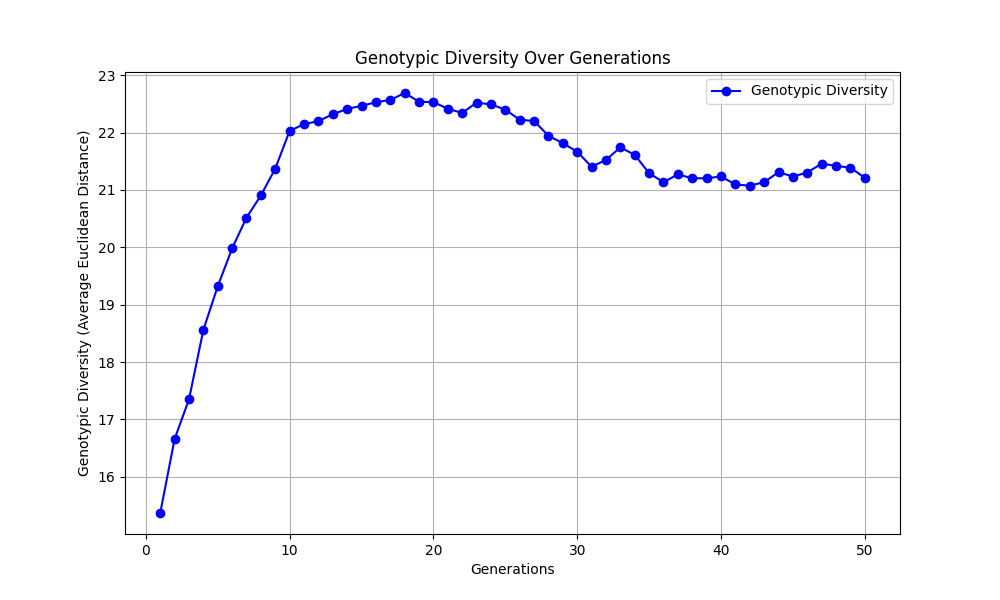 Genotypic Diversity Over Generations
Genotypic Diversity
Genotypic Diversity (Average Euclidean Distance)
23
22
21
20
19
18
17
16
0 10 20 30 40 50
Generations